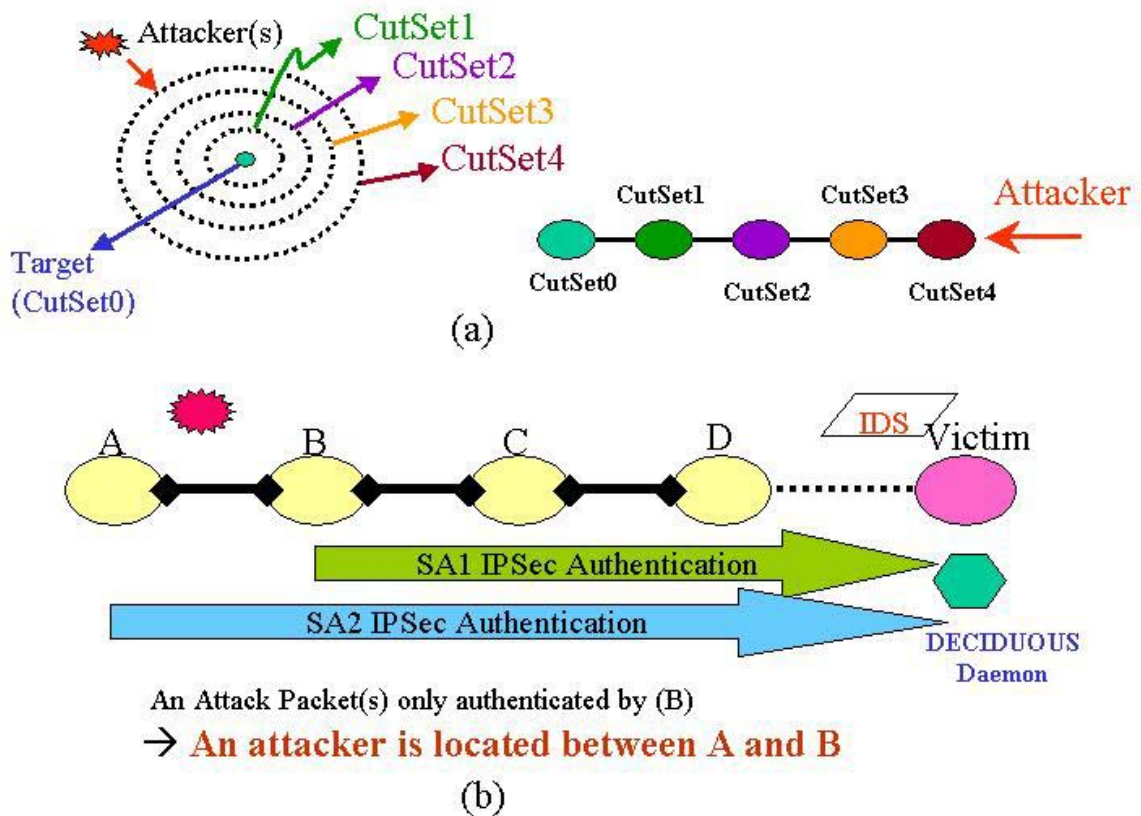 Attacker(s)
CutSet1
CutSet2
CutSet3
CutSet4
Target
(CutSet0)
CutSet1
CutSet3
Attacker
CutSet0
CutSet2
CutSet4
(a)
IDS
A
B
C
D
Victim
SA1 IPSec Authentication
SA2 IPSec Authentication
DECIDUOUS
Daemon
An Attack Packet(s) only authenticated by (B)
→ An attacker is located between A and B
(b)